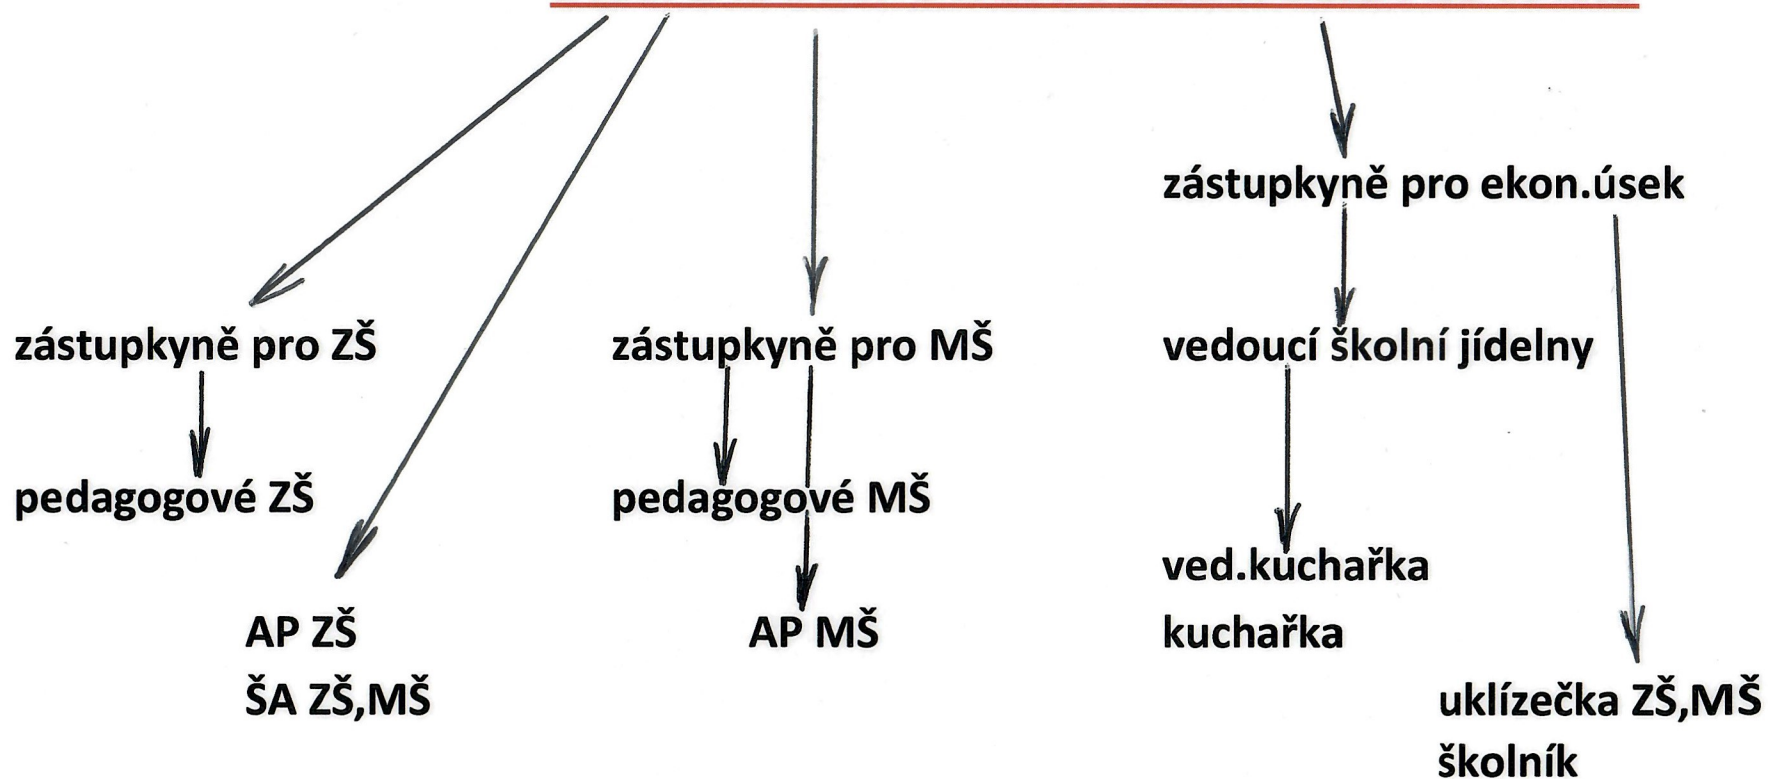 zástupkyně pro ekon.úsek
zástupkyně pro ZŠ
zástupkyně pro MŠ
vedoucí školní jídelny
pedagogové ZŠ
pedagogové MŠ
ved.kuchařka
kuchařka
AP ZŠ
ŠA ZŠ,MŠ
AP MŠ
uklízečka ZŠ,MŠ
školník